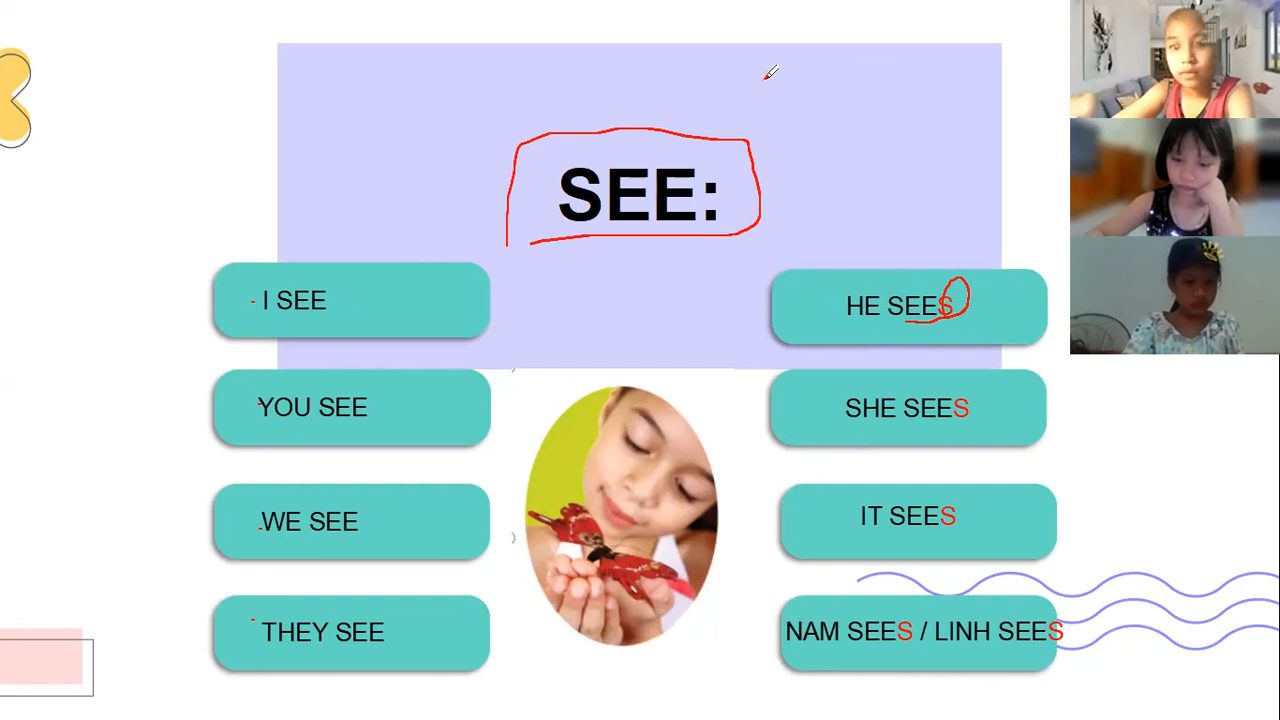 SEE:
I SEE
HE SEES
YOU SEE
SHE SEES
WE SEE
IT SEES
THEY SEE
NAM SEES / LINH SEES